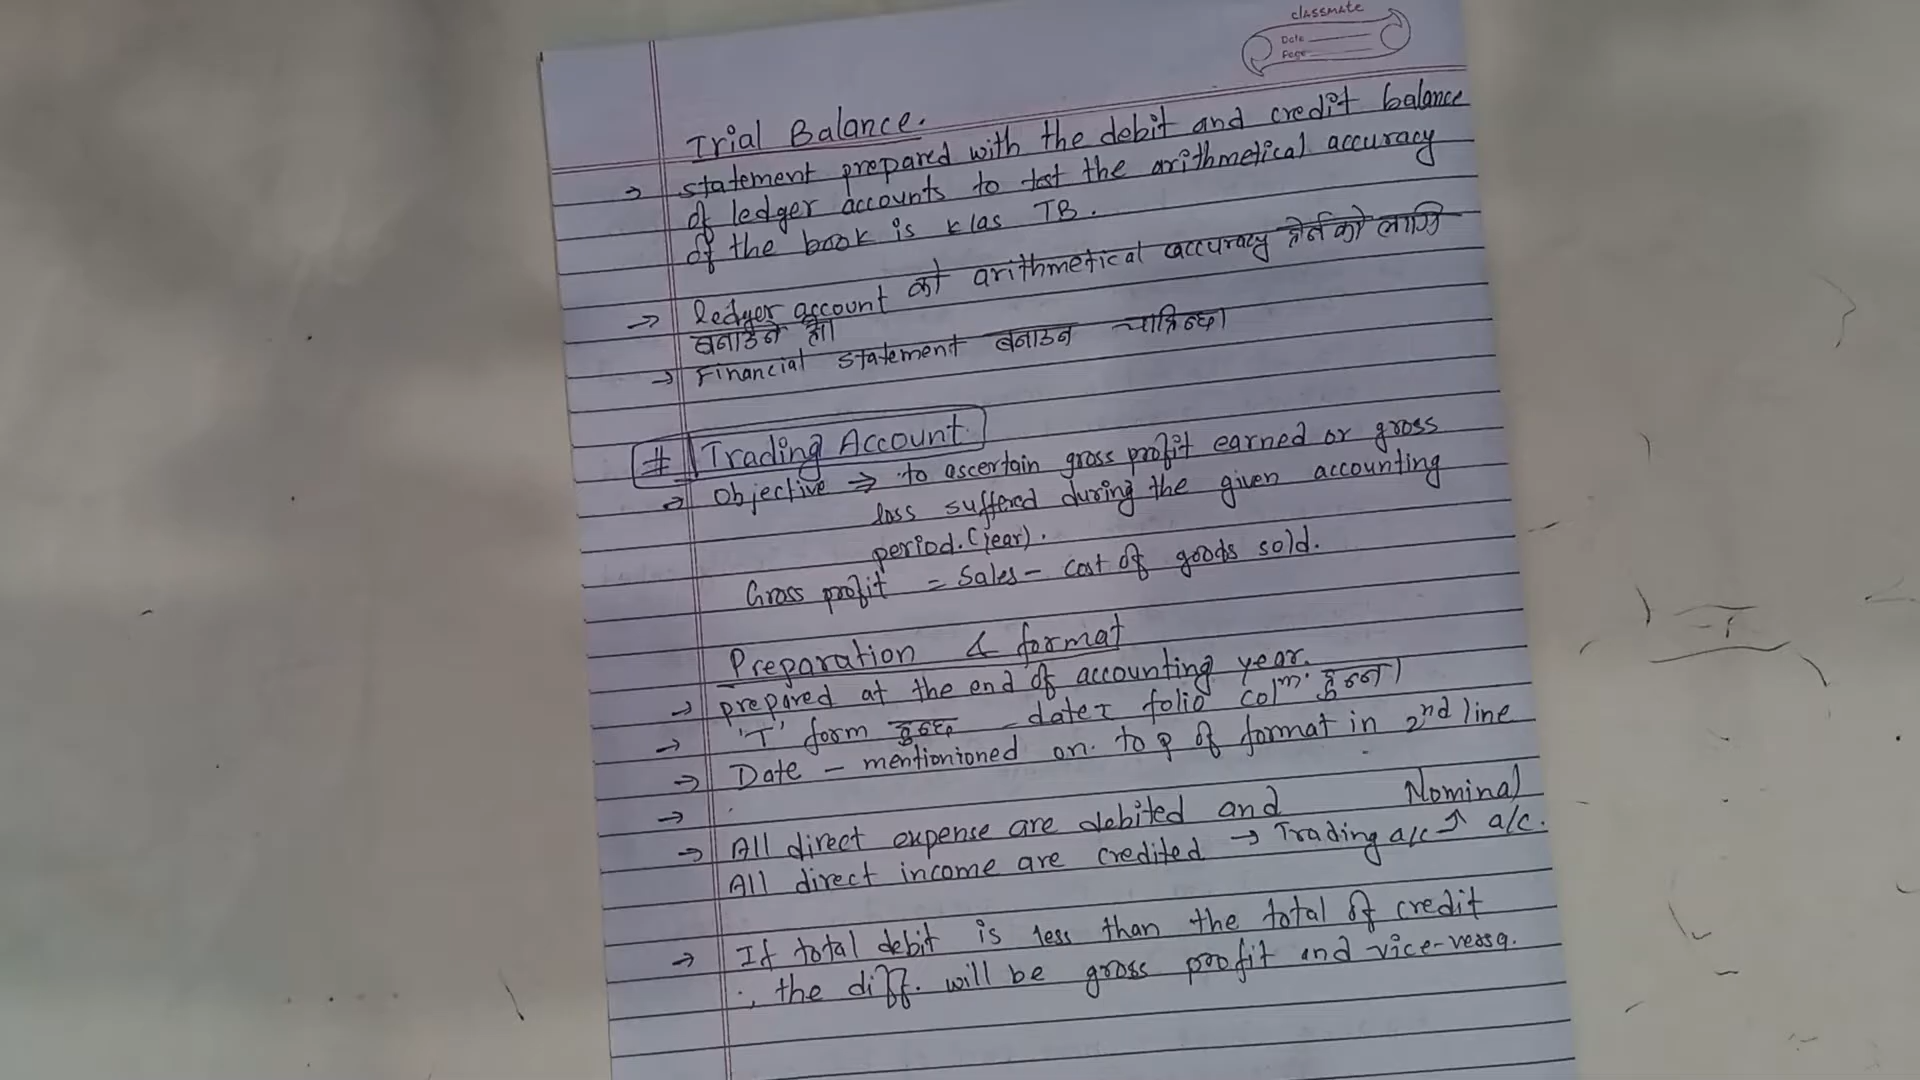 classmate
Date
Page
Trial Balance.
→ statement prepared with the debit and credit balance
of ledger accounts to test the arithmetical accuracy
of the book is klas TB.
→ ledger account को arithmetical accuracy हेर्नको लागि
बनाउने हो।
→ Financial statement बनाउन चाहिन्छ।
# Trading Account
→ Objective ⇒ to ascertain gross profit earned or gross
loss suffered during the given accounting
period. (year).
Gross profit = Sales - cost of goods sold.
Preparation & format
→ prepared at the end of accounting year.
→ 'T' form हुन्छ date र folio colm. हुन्न।
→ Date - mentionioned on top of format in 2nd line
→
→ All direct expense are debited and Nominal
All direct income are credited → Trading a/c a/c.
→ If total debit is less than the total of credit
∴ the diff. will be gross profit and vice-versa.